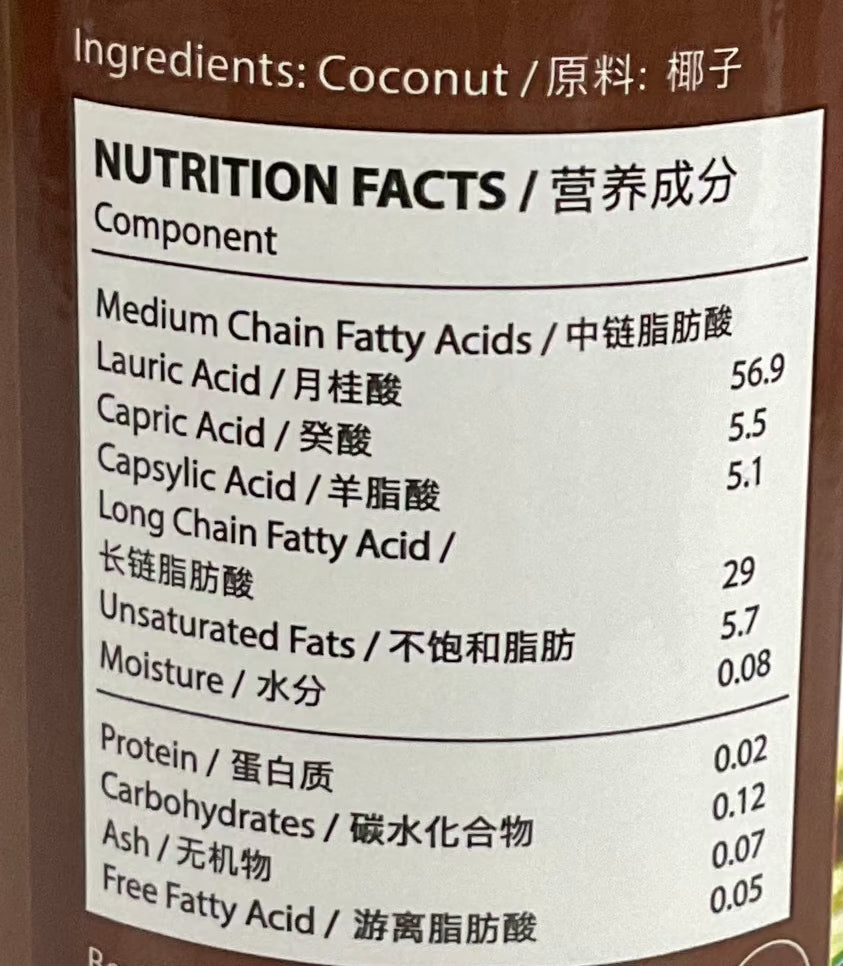 Ingredients: Coconut / 原料: 椰子
NUTRITION FACTS / 营养成分
Component
Medium Chain Fatty Acids / 中链脂肪酸
Lauric Acid / 月桂酸 56.9
Capric Acid / 癸酸 5.5
Capsylic Acid / 羊脂酸 5.1
Long Chain Fatty Acid /
长链脂肪酸 29
Unsaturated Fats / 不饱和脂肪 5.7
Moisture / 水分 0.08
Protein / 蛋白质 0.02
Carbohydrates / 碳水化合物 0.12
Ash / 无机物 0.07
Free Fatty Acid / 游离脂肪酸 0.05